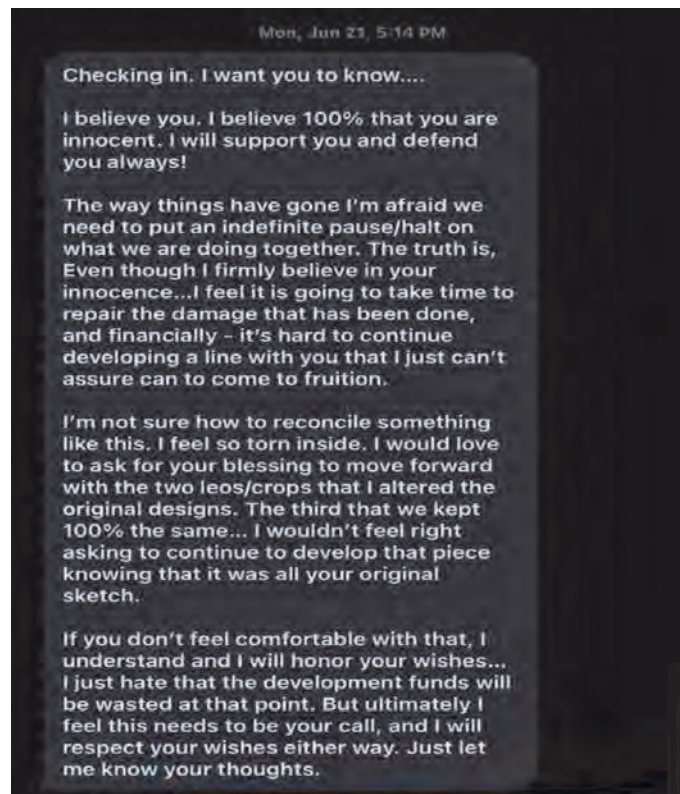 Mon, Jun 21, 5:14 PM
Checking in. I want you to know....
I believe you. I believe 100% that you are
innocent. I will support you and defend
you always!
The way things have gone I'm afraid we
need to put an indefinite pause/halt on
what we are doing together. The truth is,
Even though I firmly believe in your
innocence...I feel it is going to take time to
repair the damage that has been done,
and financially - it's hard to continue
developing a line with you that I just can't
assure can to come to fruition.
I'm not sure how to reconcile something
like this. I feel so torn inside. I would love
to ask for your blessing to move forward
with the two leos/crops that I altered the
original designs. The third that we kept
100% the same... I wouldn't feel right
asking to continue to develop that piece
knowing that it was all your original
sketch.
If you don't feel comfortable with that, I
understand and I will honor your wishes...
I just hate that the development funds will
be wasted at that point. But ultimately I
feel this needs to be your call, and I will
respect your wishes either way. Just let
me know your thoughts.